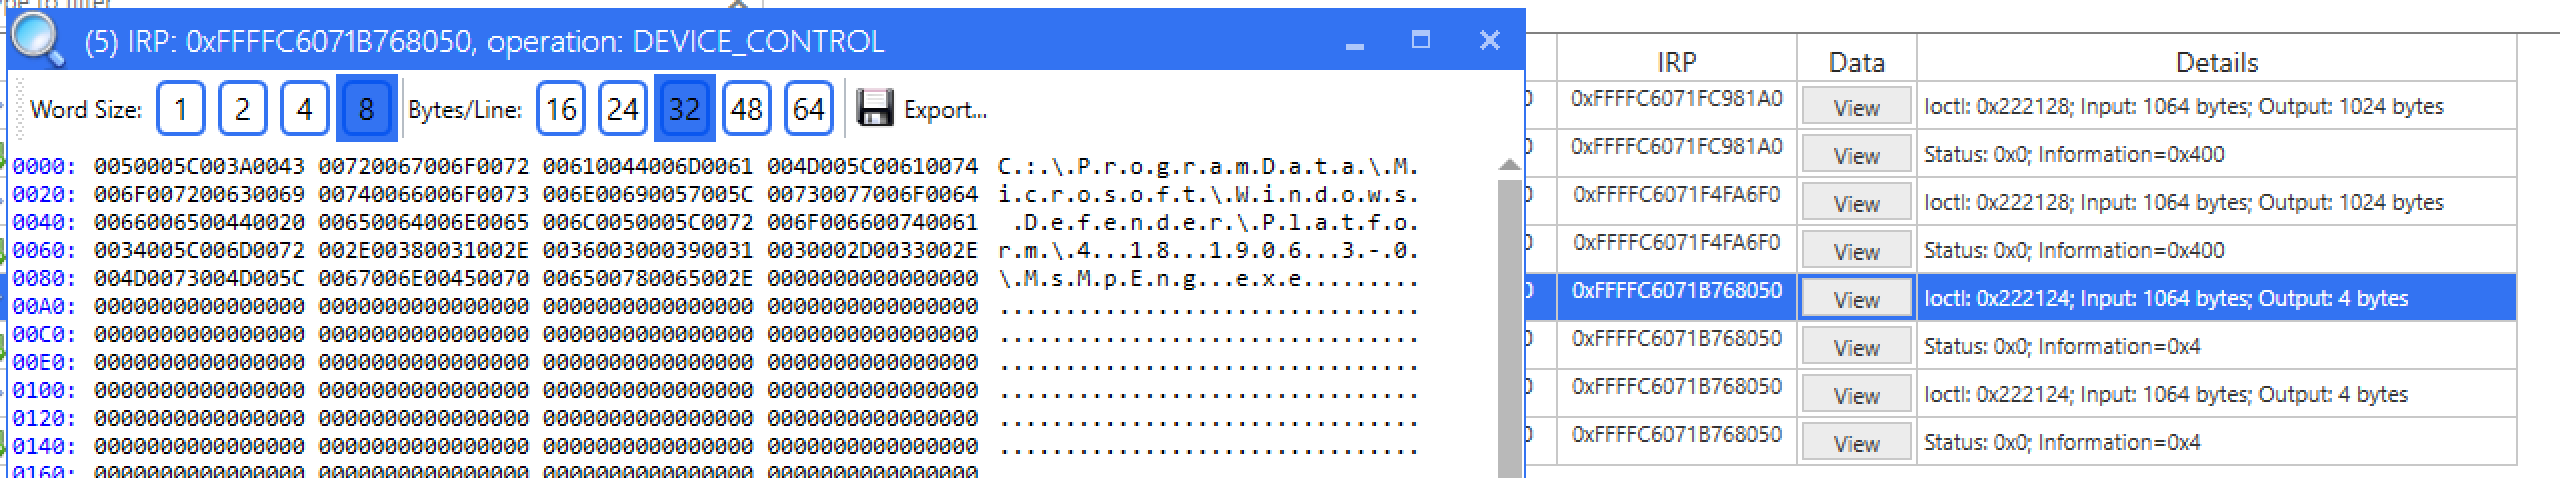 (5) IRP: 0xFFFFC6071B768050, operation: DEVICE_CONTROL
Word Size: 1 2 4 8 Bytes/Line: 16 24 32 48 64 Export...
0000: 0050005C003A0043 00720067006F0072 00610044006D0061 004D005C00610074 C.:.\.P.r.o.g.r.a.m.D.a.t.a.\.M.
0020: 006F007200630069 00740066006F0073 006E00690057005C 00730077006F0064 i.c.r.o.s.o.f.t.\.W.i.n.d.o.w.s.
0040: 0066006500440020 00650064006E0065 006C0050005C0072 006F006600740061 .D.e.f.e.n.d.e.r.\.P.l.a.t.f.o.
0060: 0034005C006D0072 002E00380031002E 0036003000390031 0030002D0033002E r.m.\.4...1.8...1.9.0.6...3.-.0.
0080: 004D0073004D005C 0067006E00450070 006500780065002E 0000000000000000 \.M.s.M.p.E.n.g...e.x.e.........
00A0: 0000000000000000 0000000000000000 0000000000000000 0000000000000000 ................................
00C0: 0000000000000000 0000000000000000 0000000000000000 0000000000000000 ................................
00E0: 0000000000000000 0000000000000000 0000000000000000 0000000000000000 ................................
0100: 0000000000000000 0000000000000000 0000000000000000 0000000000000000 ................................
0120: 0000000000000000 0000000000000000 0000000000000000 0000000000000000 ................................
0140: 0000000000000000 0000000000000000 0000000000000000 0000000000000000 ................................
0160: 0000000000000000 0000000000000000 0000000000000000 0000000000000000
IRP Data Details
0xFFFFC6071FC981A0 View Ioctl: 0x222128; Input: 1064 bytes; Output: 1024 bytes
0xFFFFC6071FC981A0 View Status: 0x0; Information=0x400
0xFFFFC6071F4FA6F0 View Ioctl: 0x222128; Input: 1064 bytes; Output: 1024 bytes
0xFFFFC6071F4FA6F0 View Status: 0x0; Information=0x400
0xFFFFC6071B768050 View Ioctl: 0x222124; Input: 1064 bytes; Output: 4 bytes
0xFFFFC6071B768050 View Status: 0x0; Information=0x4
0xFFFFC6071B768050 View Ioctl: 0x222124; Input: 1064 bytes; Output: 4 bytes
0xFFFFC6071B768050 View Status: 0x0; Information=0x4